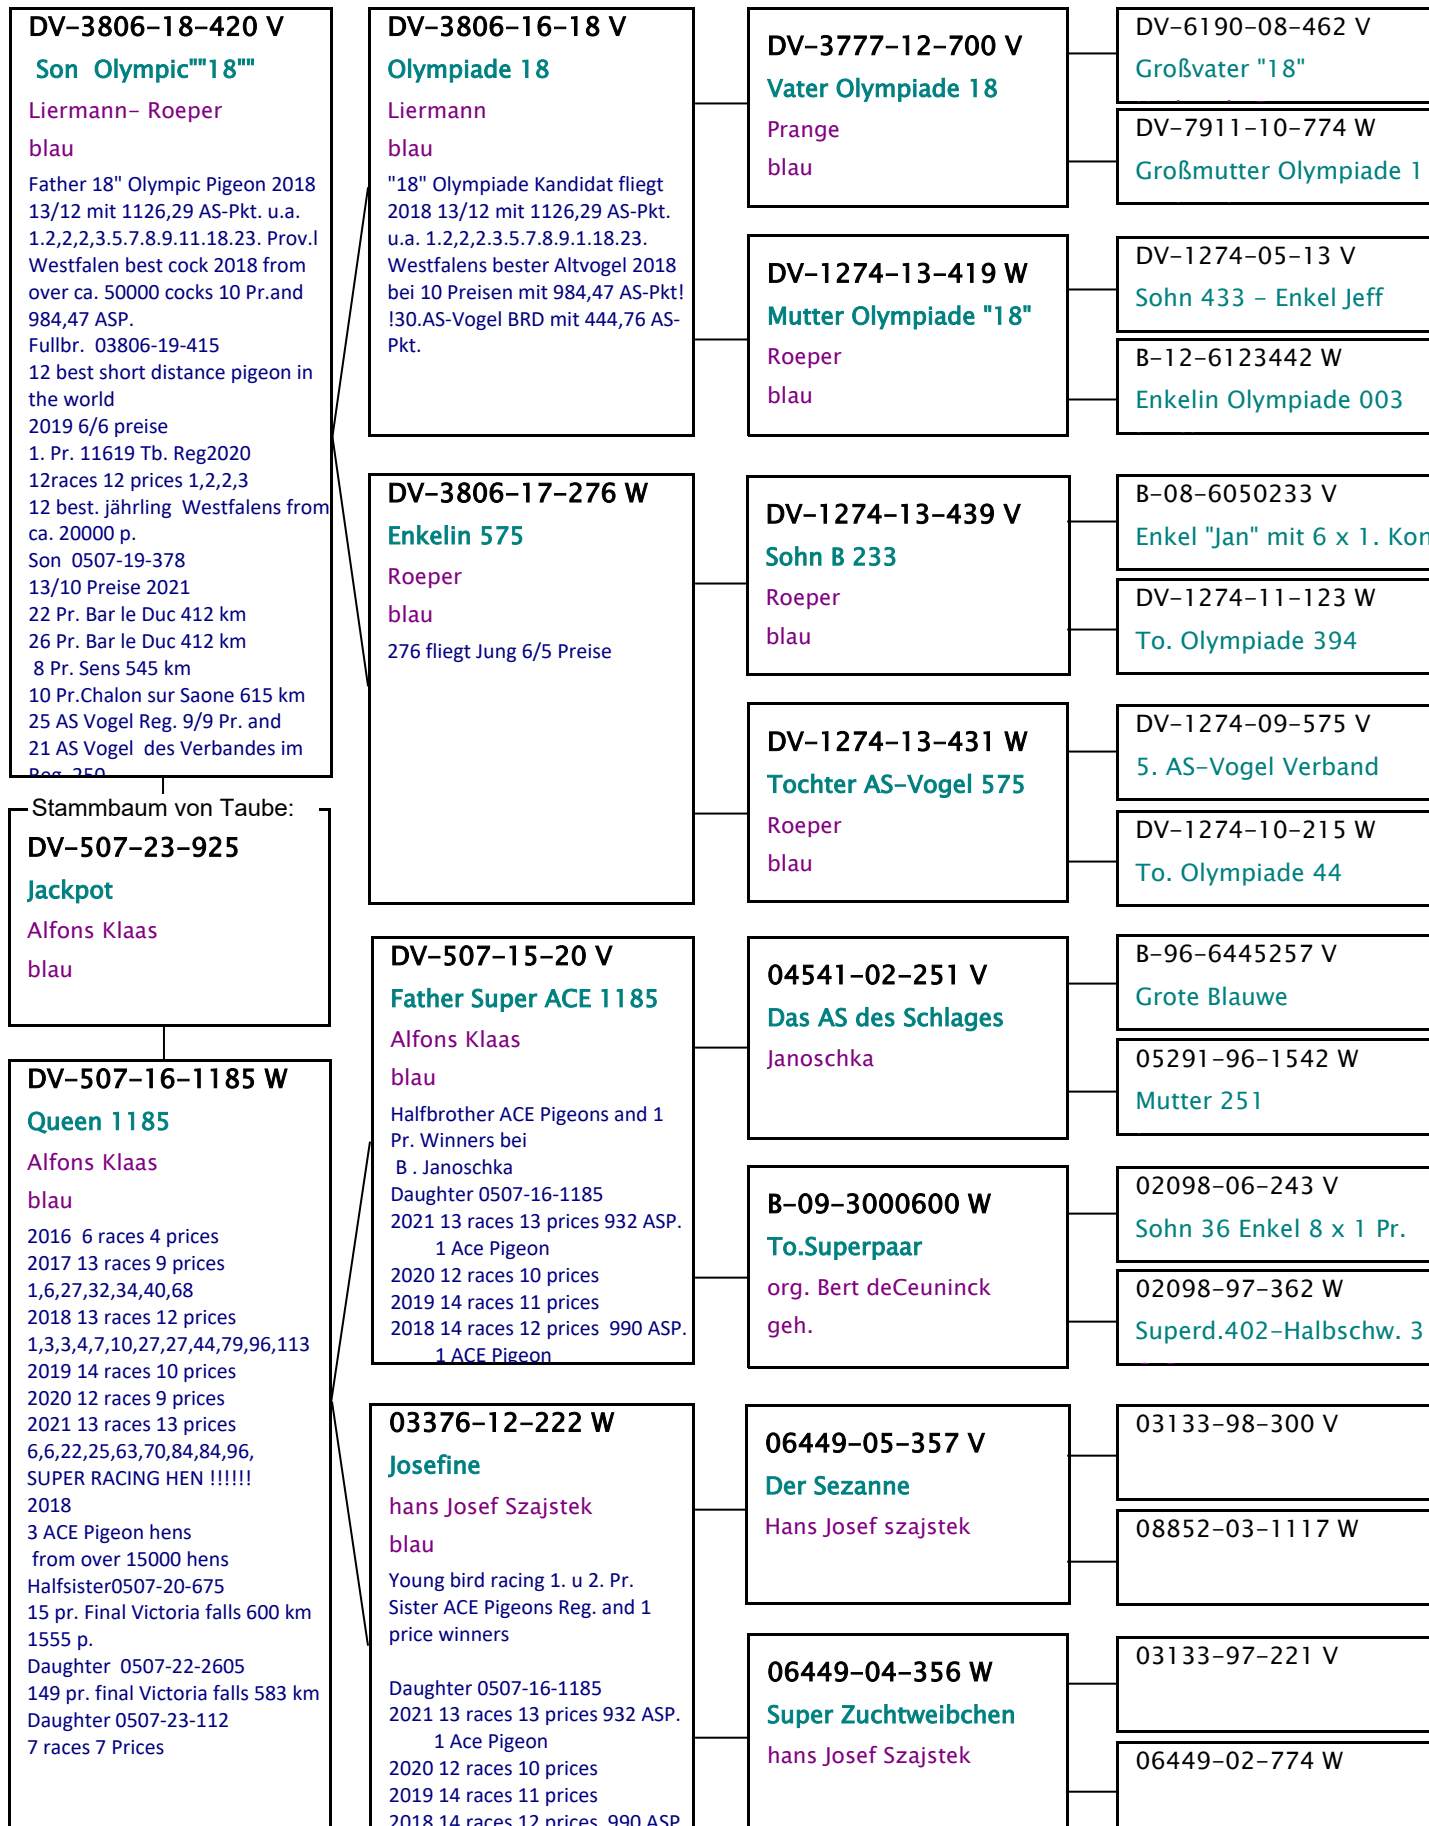 DV-3806-18-420 V
Son Olympic""18""
Liermann- Roeper
blau
Father 18" Olympic Pigeon 2018
13/12 mit 1126,29 AS-Pkt. u.a.
1.2,2,2,3.5.7.8.9.11.18.23. Prov.l
Westfalen best cock 2018 from
over ca. 50000 cocks 10 Pr.and
984,47 ASP.
Fullbr. 03806-19-415
12 best short distance pigeon in
the world
2019 6/6 preise
1. Pr. 11619 Tb. Reg2020
12races 12 prices 1,2,2,3
12 best. jährling Westfalens from
ca. 20000 p.
Son 0507-19-378
13/10 Preise 2021
22 Pr. Bar le Duc 412 km
26 Pr. Bar le Duc 412 km
8 Pr. Sens 545 km
10 Pr.Chalon sur Saone 615 km
25 AS Vogel Reg. 9/9 Pr. and
21 AS Vogel des Verbandes im
Reg. 250
Stammbaum von Taube:
DV-507-23-925
Jackpot
Alfons Klaas
blau
DV-507-16-1185 W
Queen 1185
Alfons Klaas
blau
2016 6 races 4 prices
2017 13 races 9 prices
1,6,27,32,34,40,68
2018 13 races 12 prices
1,3,3,4,7,10,27,27,44,79,96,113
2019 14 races 10 prices
2020 12 races 9 prices
2021 13 races 13 prices
6,6,22,25,63,70,84,84,96,
SUPER RACING HEN !!!!!!
2018
3 ACE Pigeon hens
from over 15000 hens
Halfsister0507-20-675
15 pr. Final Victoria falls 600 km
1555 p.
Daughter 0507-22-2605
149 pr. final Victoria falls 583 km
Daughter 0507-23-112
7 races 7 Prices
DV-3806-16-18 V
Olympiade 18
Liermann
blau
"18" Olympiade Kandidat fliegt
2018 13/12 mit 1126,29 AS-Pkt.
u.a. 1.2,2,2.3.5.7.8.9.1.18.23.
Westfalens bester Altvogel 2018
bei 10 Preisen mit 984,47 AS-Pkt!
!30.AS-Vogel BRD mit 444,76 AS-
Pkt.
DV-3806-17-276 W
Enkelin 575
Roeper
blau
276 fliegt Jung 6/5 Preise
DV-507-15-20 V
Father Super ACE 1185
Alfons Klaas
blau
Halfbrother ACE Pigeons and 1
Pr. Winners bei
B . Janoschka
Daughter 0507-16-1185
2021 13 races 13 prices 932 ASP.
1 Ace Pigeon
2020 12 races 10 prices
2019 14 races 11 prices
2018 14 races 12 prices 990 ASP.
1 ACE Pigeon
03376-12-222 W
Josefine
hans Josef Szajstek
blau
Young bird racing 1. u 2. Pr.
Sister ACE Pigeons Reg. and 1
price winners
Daughter 0507-16-1185
2021 13 races 13 prices 932 ASP.
1 Ace Pigeon
2020 12 races 10 prices
2019 14 races 11 prices
2018 14 races 12 prices 990 ASP
DV-3777-12-700 V
Vater Olympiade 18
Prange
blau
DV-1274-13-419 W
Mutter Olympiade "18"
Roeper
blau
DV-1274-13-439 V
Sohn B 233
Roeper
blau
DV-1274-13-431 W
Tochter AS-Vogel 575
Roeper
blau
04541-02-251 V
Das AS des Schlages
Janoschka
B-09-3000600 W
To.Superpaar
org. Bert deCeuninck
geh.
06449-05-357 V
Der Sezanne
Hans Josef szajstek
06449-04-356 W
Super Zuchtweibchen
hans Josef Szajstek
DV-6190-08-462 V
Großvater "18"
DV-7911-10-774 W
Großmutter Olympiade 1
DV-1274-05-13 V
Sohn 433 - Enkel Jeff
B-12-6123442 W
Enkelin Olympiade 003
B-08-6050233 V
Enkel "Jan" mit 6 x 1. Kon
DV-1274-11-123 W
To. Olympiade 394
DV-1274-09-575 V
5. AS-Vogel Verband
DV-1274-10-215 W
To. Olympiade 44
B-96-6445257 V
Grote Blauwe
05291-96-1542 W
Mutter 251
02098-06-243 V
Sohn 36 Enkel 8 x 1 Pr.
02098-97-362 W
Superd.402-Halbschw. 3
03133-98-300 V
08852-03-1117 W
03133-97-221 V
06449-02-774 W